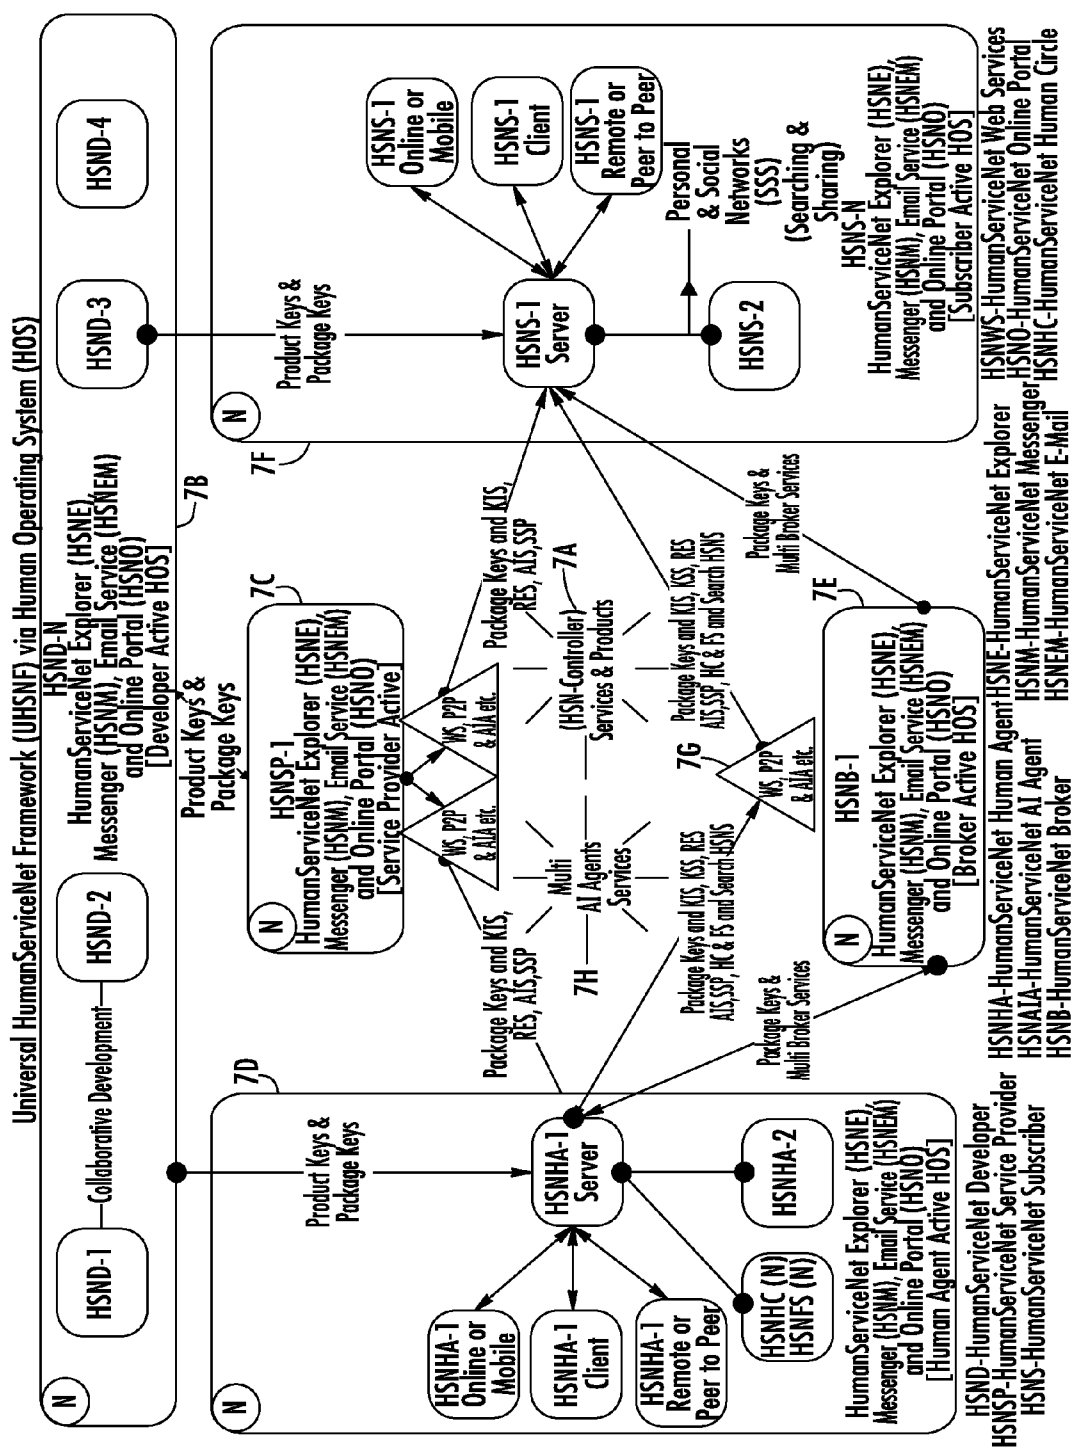 Universal HumanServiceNet Framework (UHSNF) via Human Operating System (HOS)
N
HSND-1
Collaborative Development
HSND-2
HSND-N
HumanServiceNet Explorer (HSNE),
Messenger (HSNM), Email Service (HSNEM)
and Online Portal (HSNO)
[Developer Active HOS]
HSND-3
HSND-4
7B
Product Keys &
Package Keys
7D
N
Product Keys &
Package Keys
HSNHA-1
Server
HSNHA-1
Online or
Mobile
HSNHA-1
Client
HSNHA-1
Remote or
Peer to Peer
HSNHC (N)
HSNFS (N)
HSNHA-2
HumanServiceNet Explorer (HSNE),
Messenger (HSNM), Email Service (HSNEM)
and Online Portal (HSNO)
[Human Agent Active HOS]
7C
N
HSNSP-1
HumanServiceNet Explorer (HSNE),
Messenger (HSNM), Email Service (HSNEM)
and Online Portal (HSNO)
[Service Provider Active]
WS, P2P
& AIA etc.
WS, P2P
& AIA etc.
Package Keys and KIS,
RES, AIS,SSP
Package Keys and KIS,
RES, AIS,SSP
7H
Multi
AI Agents
Services
7A
(HSN-Controller)
Services & Products
Package Keys and KIS, KSS, RES
AIS,SSP, HC & FS and Search HSNS
Package Keys and KIS, KSS, RES
AIS,SSP, HC & FS and Search HSNS
7G
WS, P2P
& AIA etc.
Package Keys &
Multi Broker Services
Package Keys &
Multi Broker Services
7E
N
HSNB-1
HumanServiceNet Explorer (HSNE),
Messenger (HSNM), Email Service (HSNEM)
and Online Portal (HSNO)
[Broker Active HOS]
7F
N
Product Keys &
Package Keys
HSNS-1
Server
HSNS-1
Online or
Mobile
HSNS-1
Client
HSNS-1
Remote or
Peer to Peer
HSNS-2
Personal
& Social
Networks
(SSS)
(Searching &
Sharing)
HSNS-N
HumanServiceNet Explorer (HSNE),
Messenger (HSNM), Email Service (HSNEM)
and Online Portal (HSNO)
[Subscriber Active HOS]
HSND-HumanServiceNet Developer
HSNSP-HumanServiceNet Service Provider
HSNS-HumanServiceNet Subscriber
HSNHA-HumanServiceNet Human Agent
HSNAIA-HumanServiceNet AI Agent
HSNB-HumanServiceNet Broker
HSNE-HumanServiceNet Explorer
HSNM-HumanServiceNet Messenger
HSNEM-HumanServiceNet E-Mail
HSNWS-HumanServiceNet Web Services
HSNO-HumanServiceNet Online Portal
HSNHC-HumanServiceNet Human Circle